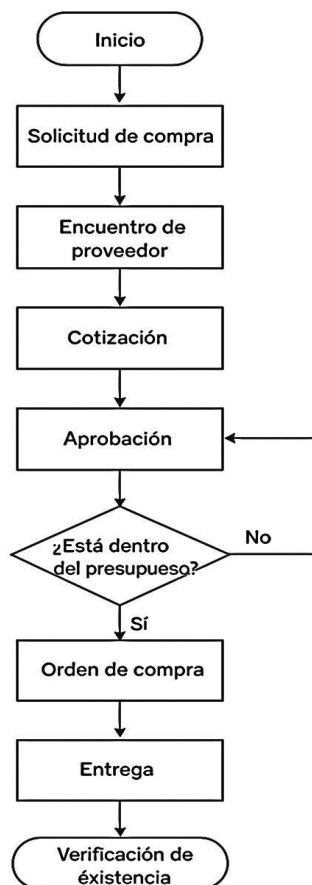 Inicio
Solicitud de compra
Encuentro de
proveedor
Cotización
Aprobación
¿Está dentro
del presupueso?
No
Sí
Orden de compra
Entrega
Verificación de
éxistencia